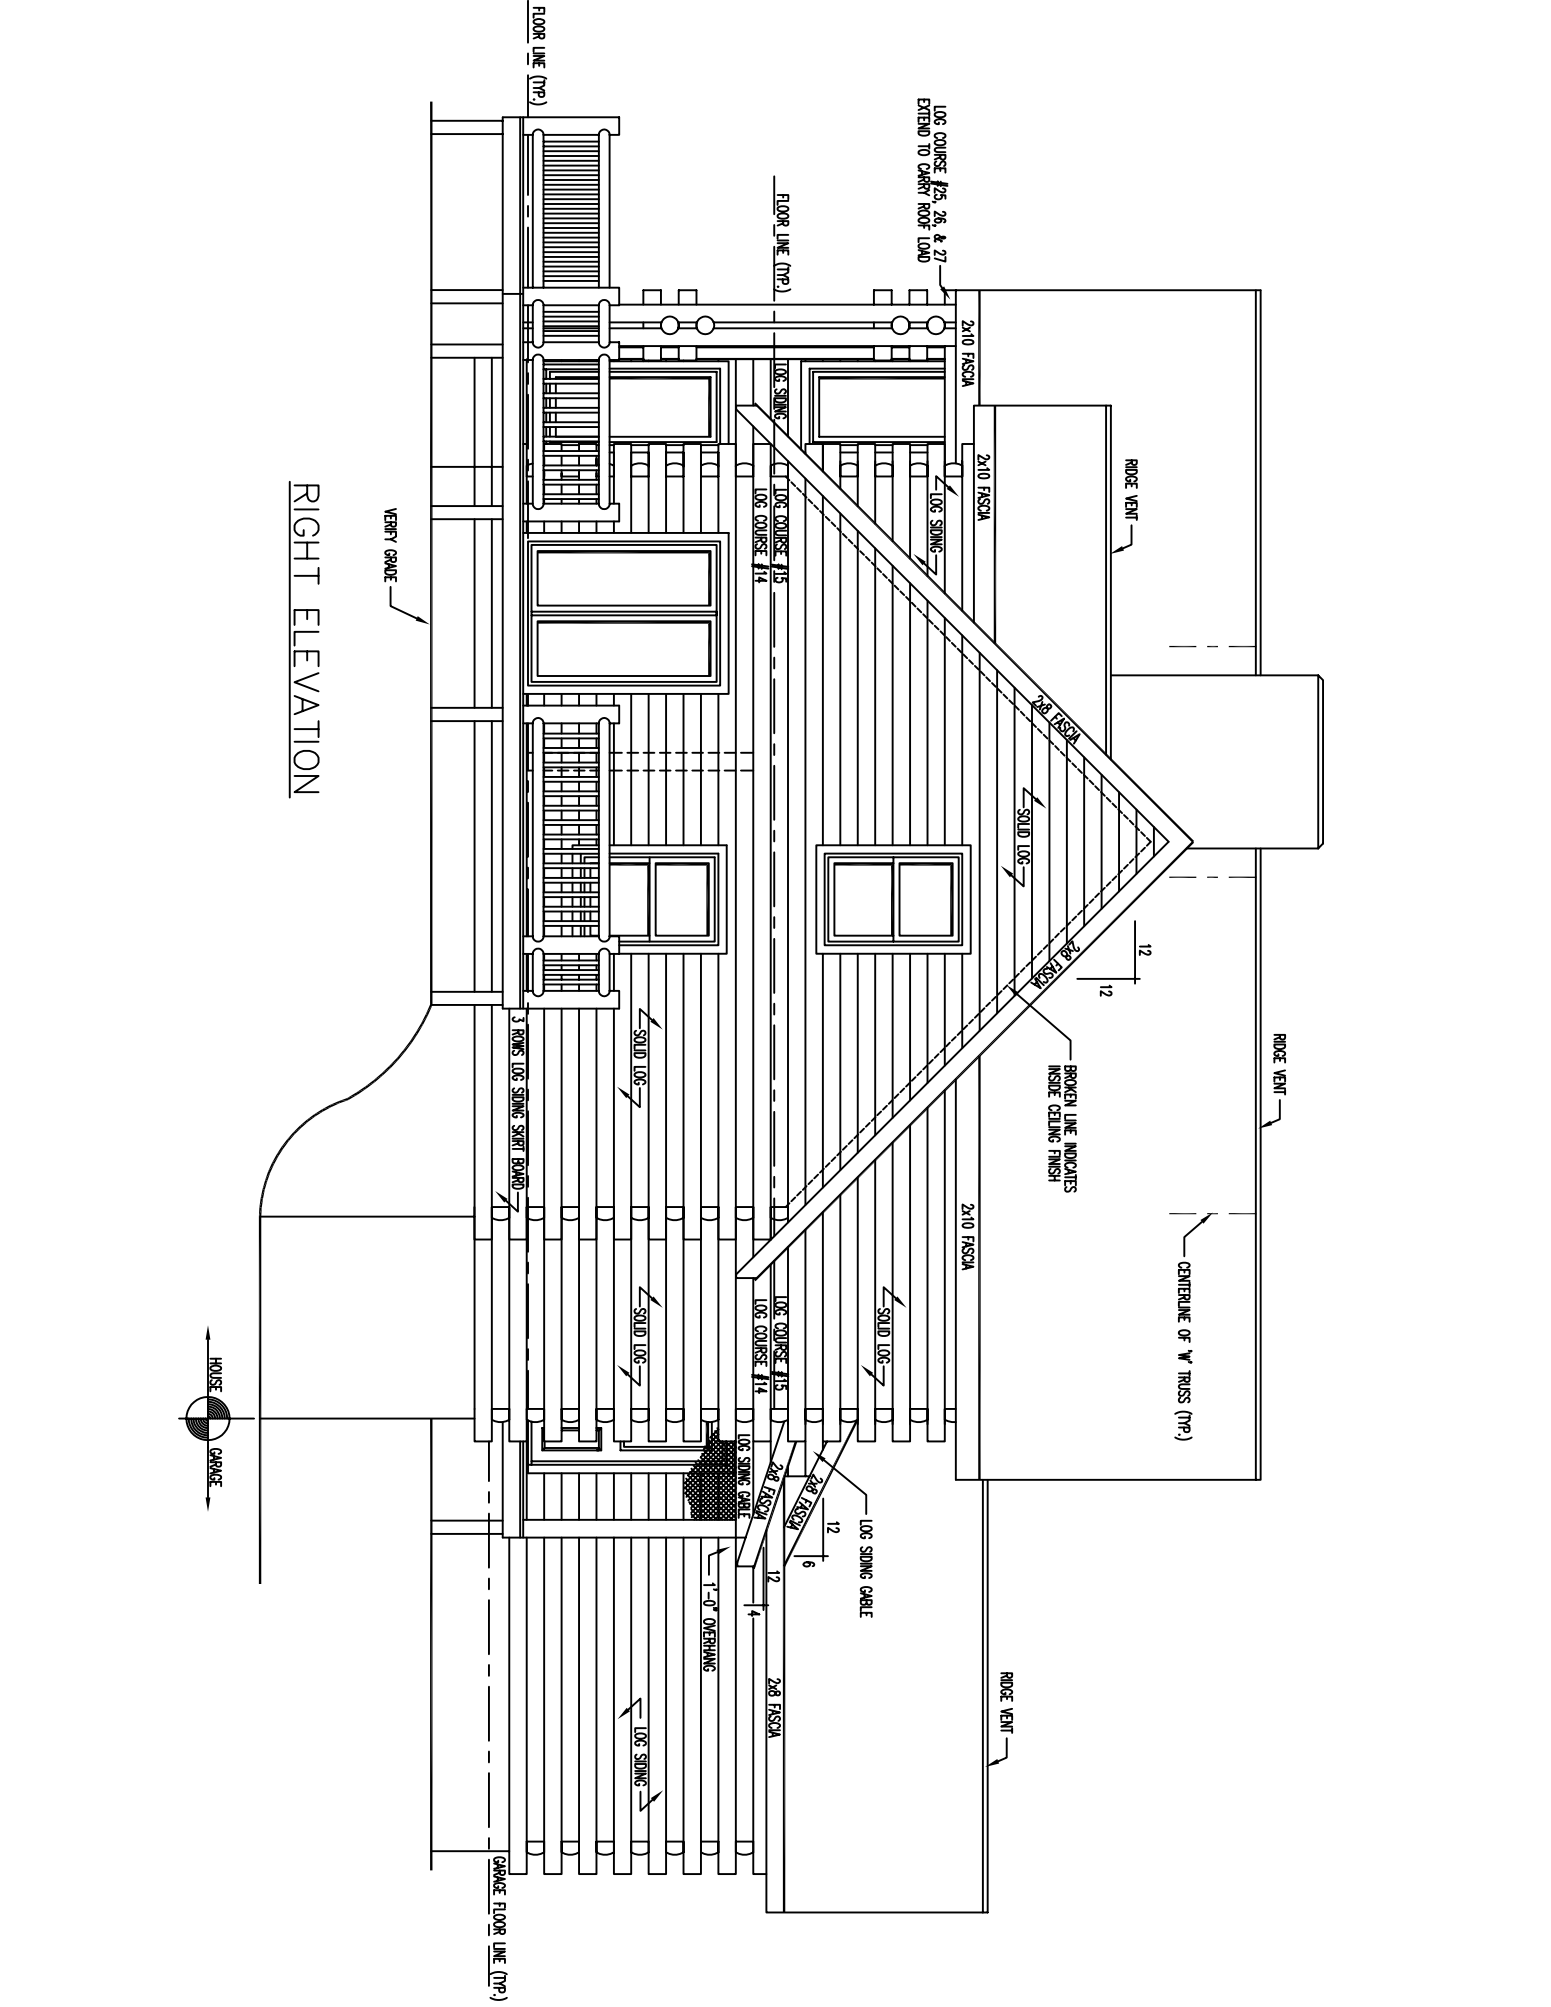 RIDGE VENT
RIDGE VENT
CENTERLINE OF 'W' TRUSS (TYP.)
12
12
2x8 FASCIA
2x8 FASCIA
BROKEN LINE INDICATES
INSIDE CEILING FINISH
SOLID LOG
RIDGE VENT
LOG COURSE #25, 26, & 27
EXTEND TO CARRY ROOF LOAD
2x10 FASCIA
2x10 FASCIA
2x10 FASCIA
LOG SIDING
SOLID LOG
LOG SIDING GABLE
12
6
2x8 FASCIA
2x8 FASCIA
FLOOR LINE (TYP.)
LOG SIDING
LOG COURSE #15
LOG COURSE #14
LOG COURSE #15
LOG COURSE #14
LOG SIDING GABLE
12
4
2x8 FASCIA
1'-0" OVERHANG
SOLID LOG
SOLID LOG
LOG SIDING
FLOOR LINE (TYP.)
3 ROWS LOG SIDING SKIRT BOARD
GARAGE FLOOR LINE (TYP.)
VERIFY GRADE
RIGHT ELEVATION
HOUSE
GARAGE